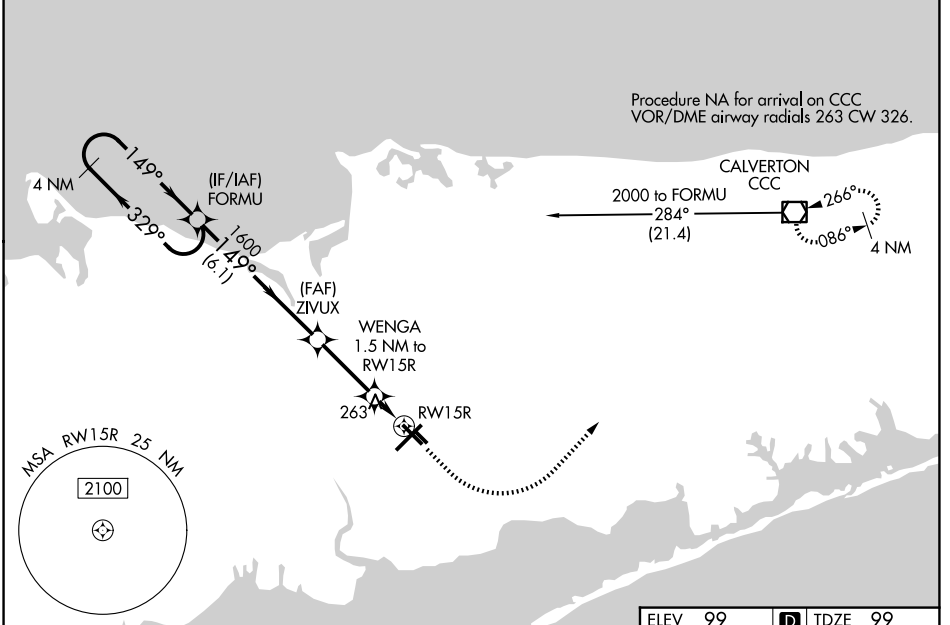 Procedure NA for arrival on CCC
VOR/DME airway radials 263 CW 326.
CALVERTON
CCC
2000 to FORMU
284°
(21.4)
266°
086°
4 NM
149°
4 NM
329°
(IF/IAF)
FORMU
1600
149°
(6.1)
(FAF)
ZIVUX
WENGA
1.5 NM to
RW15R
263
RW15R
MSA RW15R 25 NM
2100
ELEV 99 D TDZE 99